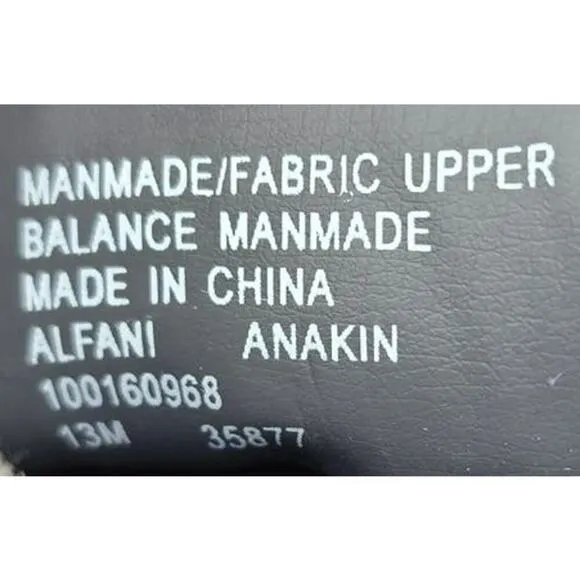 MANMADE/FABRIC UPPER
BALANCE MANMADE
MADE IN CHINA
ALFANI ANAKIN
100160968
13M 35877